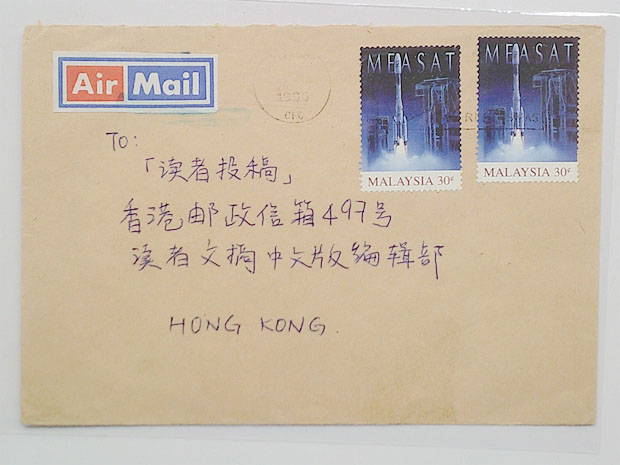 Air Mail
1996
CFC
MEASAT
MALAYSIA 30¢
MEASAT
MALAYSIA 30¢
TO:
「读者投稿」
香港邮政信箱497号
读者文摘中文版编辑部
HONG KONG.